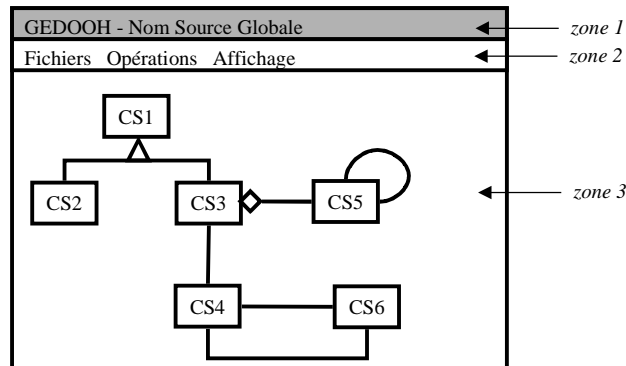 GEDOOH - Nom Source Globale
zone 1
Fichiers Opérations Affichage
zone 2
CS1
CS2
CS3
CS5
zone 3
CS4
CS6